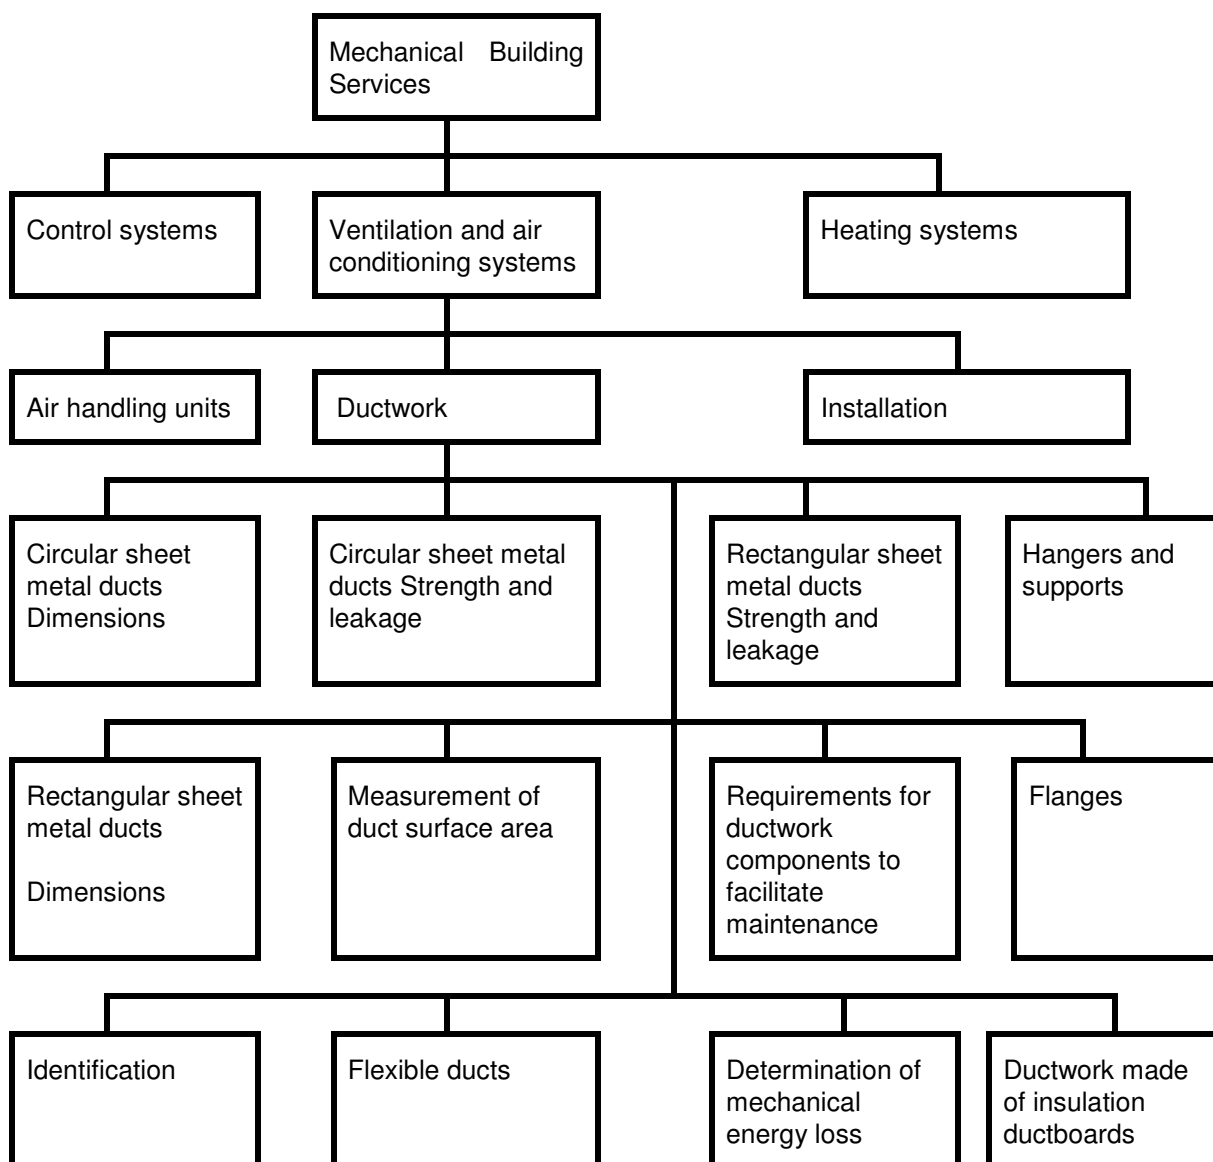 Mechanical Building
Services
Control systems
Ventilation and air
conditioning systems
Heating systems
Air handling units
Ductwork
Installation
Circular sheet
metal ducts
Dimensions
Circular sheet metal
ducts Strength and
leakage
Rectangular sheet
metal ducts
Strength and
leakage
Hangers and
supports
Rectangular sheet
metal ducts
Dimensions
Measurement of
duct surface area
Requirements for
ductwork
components to
facilitate
maintenance
Flanges
Identification
Flexible ducts
Determination of
mechanical
energy loss
Ductwork made
of insulation
ductboards